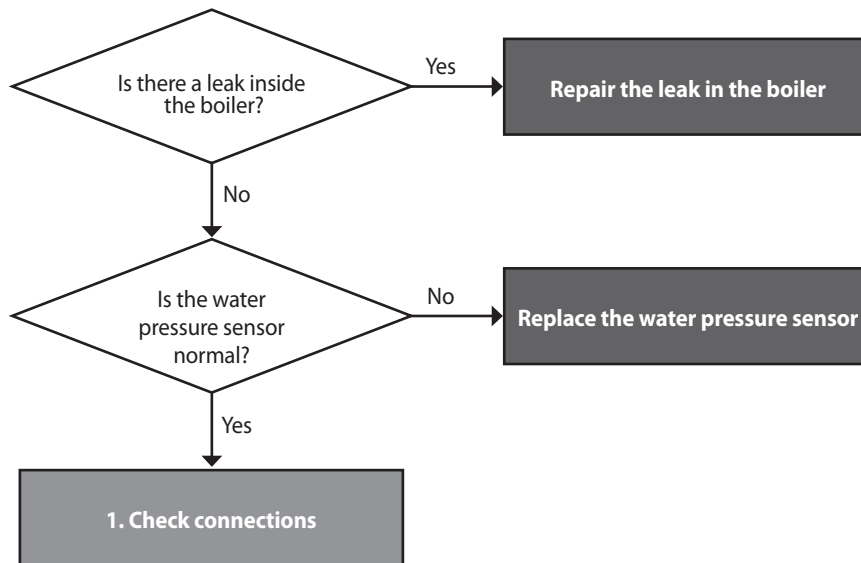 Is there a leak inside
the boiler?
Yes
Repair the leak in the boiler
No
Is the water
pressure sensor
normal?
No
Replace the water pressure sensor
Yes
1. Check connections